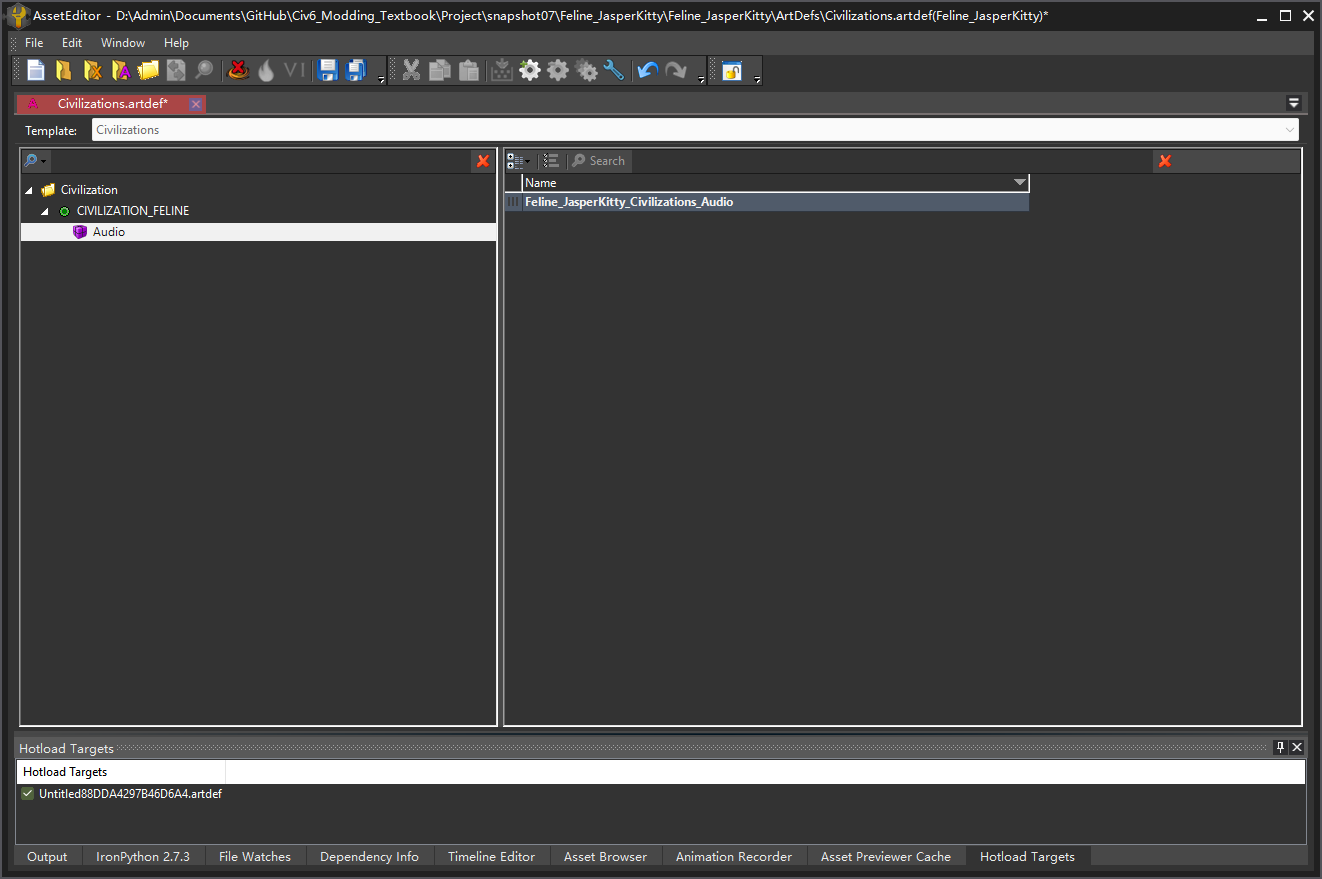 AssetEditor - D:\Admin\Documents\GitHub\Civ6_Modding_Textbook\Project\snapshot07\Feline_JasperKitty\Feline_JasperKitty\ArtDefs\Civilizations.artdef(Feline_JasperKitty)*
File Edit Window Help
VI
Civilizations.artdef*
Template: Civilizations
Search
Name
Civilization
Feline_JasperKitty_Civilizations_Audio
CIVILIZATION_FELINE
Audio
Hotload Targets
Hotload Targets
Untitled88DDA4297B46D6A4.artdef
Output IronPython 2.7.3 File Watches Dependency Info Timeline Editor Asset Browser Animation Recorder Asset Previewer Cache Hotload Targets